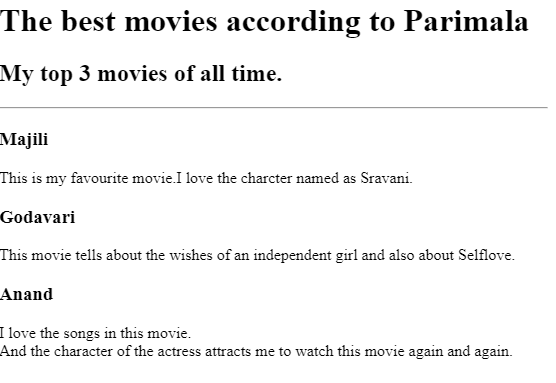 The best movies according to Parimala
My top 3 movies of all time.
Majili
This is my favourite movie.I love the charcter named as Sravani.
Godavari
This movie tells about the wishes of an independent girl and also about Selflove.
Anand
I love the songs in this movie.
And the character of the actress attracts me to watch this movie again and again.